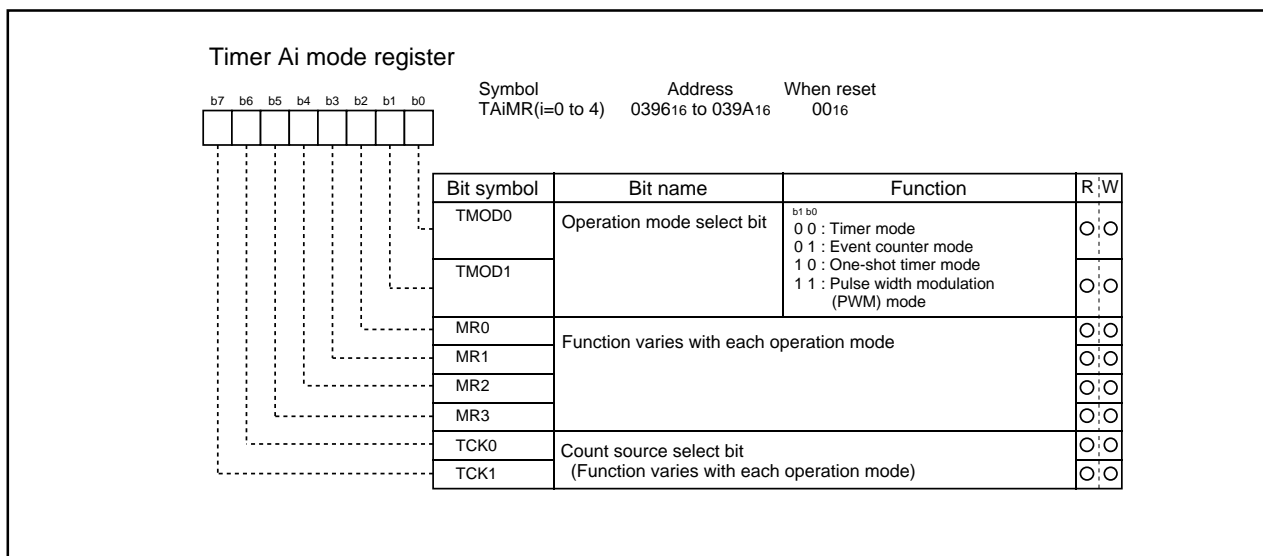 Timer Ai mode register
Symbol Address When reset
TAiMR(i=0 to 4) 039616 to 039A16 0016
b7 b6 b5 b4 b3 b2 b1 b0
Bit symbol Bit name Function R W
TMOD0 Operation mode select bit b1 b0
0 0 : Timer mode
0 1 : Event counter mode
TMOD1 1 0 : One-shot timer mode
1 1 : Pulse width modulation
(PWM) mode
MR0 Function varies with each operation mode
MR1
MR2
MR3
TCK0 Count source select bit
TCK1 (Function varies with each operation mode)